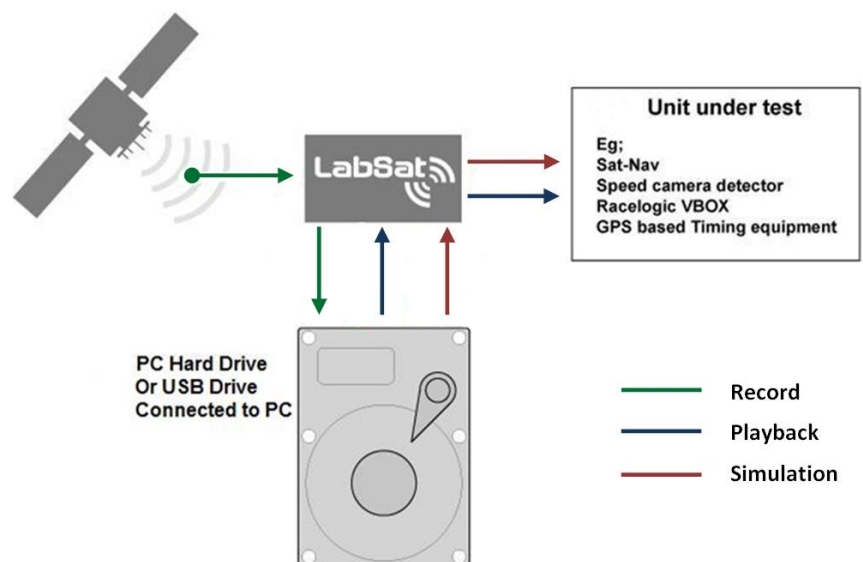 LabSat
Unit under test
Eg;
Sat-Nav
Speed camera detector
Racelogic VBOX
GPS based Timing equipment
PC Hard Drive
Or USB Drive
Connected to PC
Record
Playback
Simulation